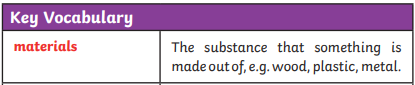 Key Vocabulary
materials
The substance that something is
made out of, e.g. wood, plastic, metal.